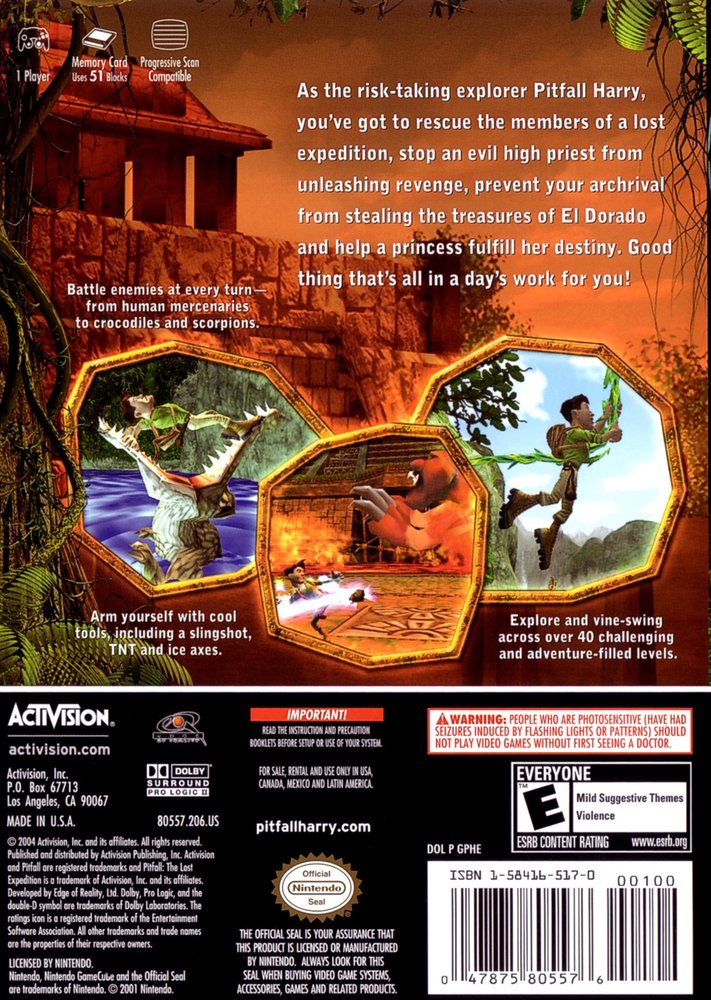 1 Player
Memory Card
Uses 51 Blocks
Progressive Scan
Compatible
As the risk-taking explorer Pitfall Harry,
you've got to rescue the members of a lost
expedition, stop an evil high priest from
unleashing revenge, prevent your archrival
from stealing the treasures of El Dorado
and help a princess fulfill her destiny. Good
thing that's all in a day's work for you!
Battle enemies at every turn—
from human mercenaries
to crocodiles and scorpions.
Arm yourself with cool
tools, including a slingshot,
TNT and ice axes.
Explore and vine-swing
across over 40 challenging
and adventure-filled levels.
ACTIVISION®
activision.com
Activision, Inc.
P.O. Box 67713
Los Angeles, CA 90067
MADE IN U.S.A.
80557.206.US
EDGE
OF REALITY
DOLBY
SURROUND
PRO LOGIC II
© 2004 Activision, Inc. and its affiliates. All rights reserved.
Published and distributed by Activision Publishing, Inc. Activision
and Pitfall are registered trademarks and Pitfall: The Lost
Expedition is a trademark of Activision, Inc. and its affiliates.
Developed by Edge of Reality, Ltd. Dolby, Pro Logic, and the
double-D symbol are trademarks of Dolby Laboratories. The
ratings icon is a registered trademark of the Entertainment
Software Association. All other trademarks and trade names
are the properties of their respective owners.
LICENSED BY NINTENDO.
Nintendo, Nintendo GameCube and the Official Seal
are trademarks of Nintendo. © 2001 Nintendo.
IMPORTANT!
READ THE INSTRUCTION AND PRECAUTION
BOOKLETS BEFORE SETUP OR USE OF YOUR SYSTEM.
FOR SALE, RENTAL AND USE ONLY IN USA,
CANADA, MEXICO AND LATIN AMERICA.
pitfallharry.com
Official
Nintendo
Seal
THE OFFICIAL SEAL IS YOUR ASSURANCE THAT
THIS PRODUCT IS LICENSED OR MANUFACTURED
BY NINTENDO. ALWAYS LOOK FOR THIS
SEAL WHEN BUYING VIDEO GAME SYSTEMS,
ACCESSORIES, GAMES AND RELATED PRODUCTS.
WARNING: PEOPLE WHO ARE PHOTOSENSITIVE (HAVE HAD
SEIZURES INDUCED BY FLASHING LIGHTS OR PATTERNS) SHOULD
NOT PLAY VIDEO GAMES WITHOUT FIRST SEEING A DOCTOR.
EVERYONE
E™
Mild Suggestive Themes
Violence
ESRB CONTENT RATING www.esrb.org
DOL P GPHE
ISBN 1-58416-517-0
00100
0 47875 80557 6